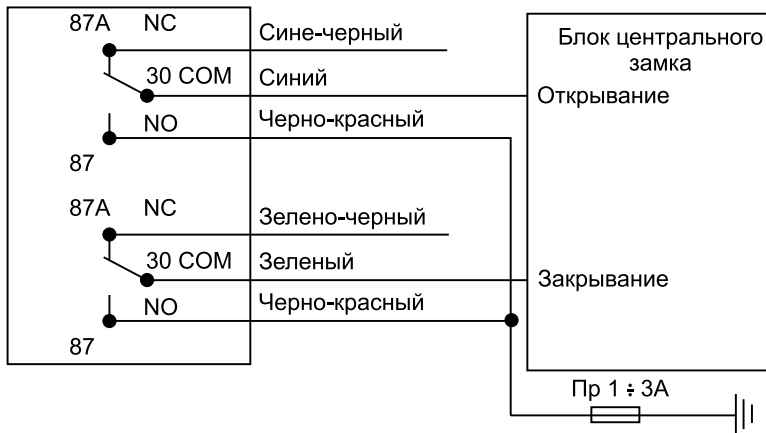 87A NC
Сине-черный
30 COM
Синий
NO
Черно-красный
87
87A NC
Зелено-черный
30 COM
Зеленый
NO
Черно-красный
87
Блок центрального
замка
Открывание
Закрывание
Пр 1 ÷ 3А